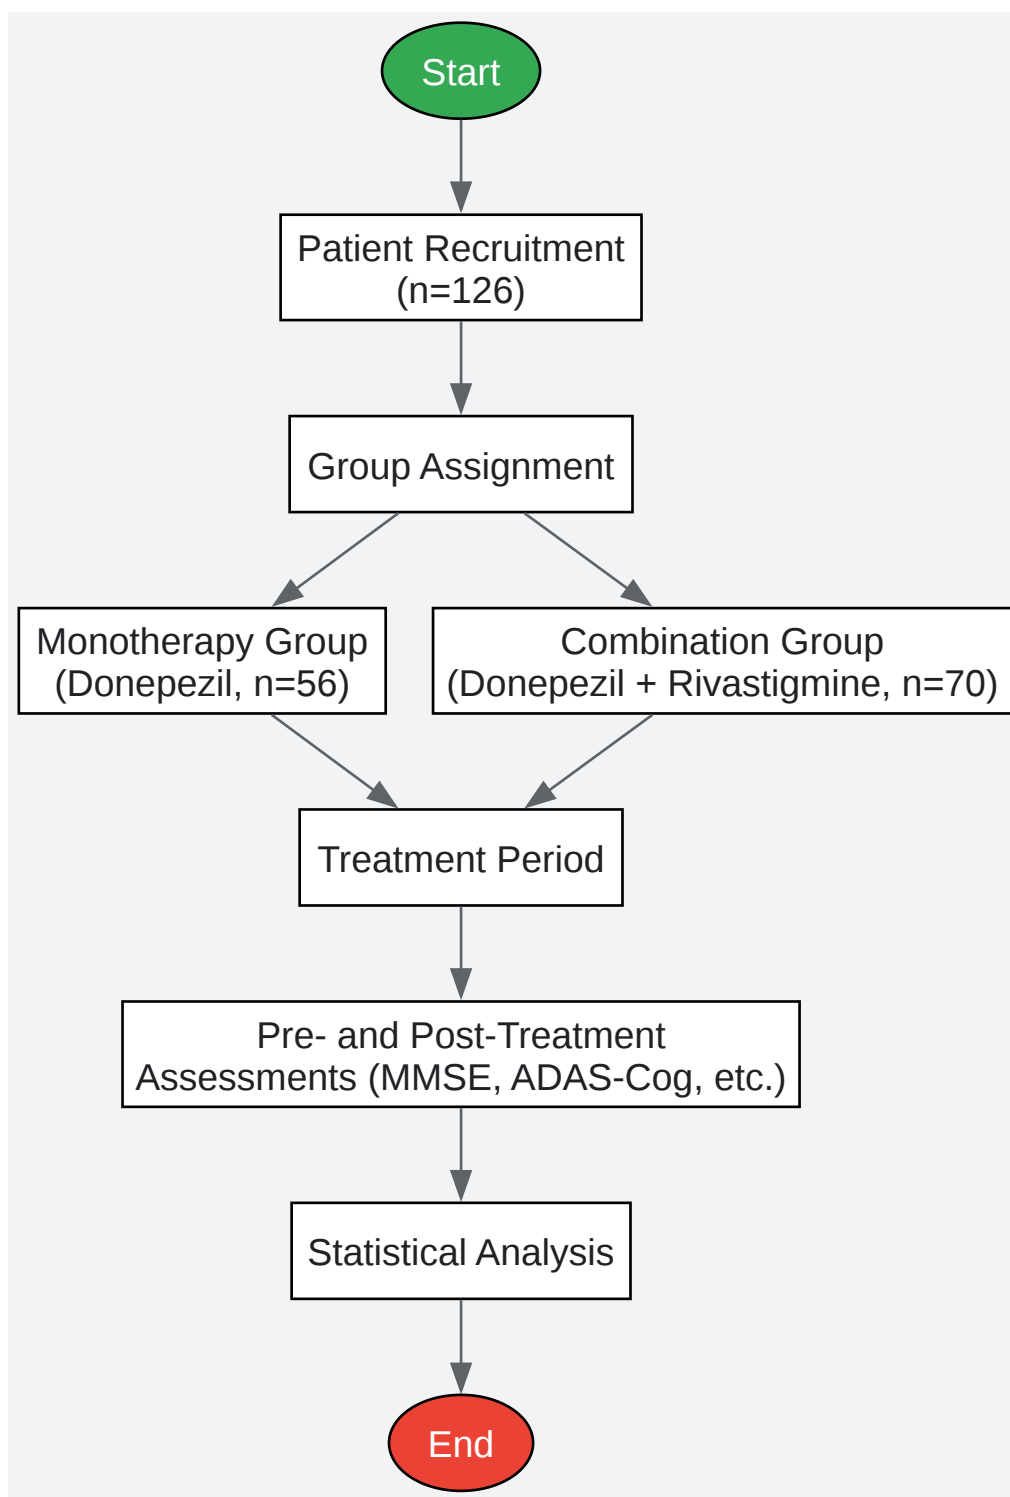 Start
Patient Recruitment
(n=126)
Group Assignment
Monotherapy Group
(Donepezil, n=56)
Combination Group
(Donepezil + Rivastigmine, n=70)
Treatment Period
Pre- and Post-Treatment
Assessments (MMSE, ADAS-Cog, etc.)
Statistical Analysis
End